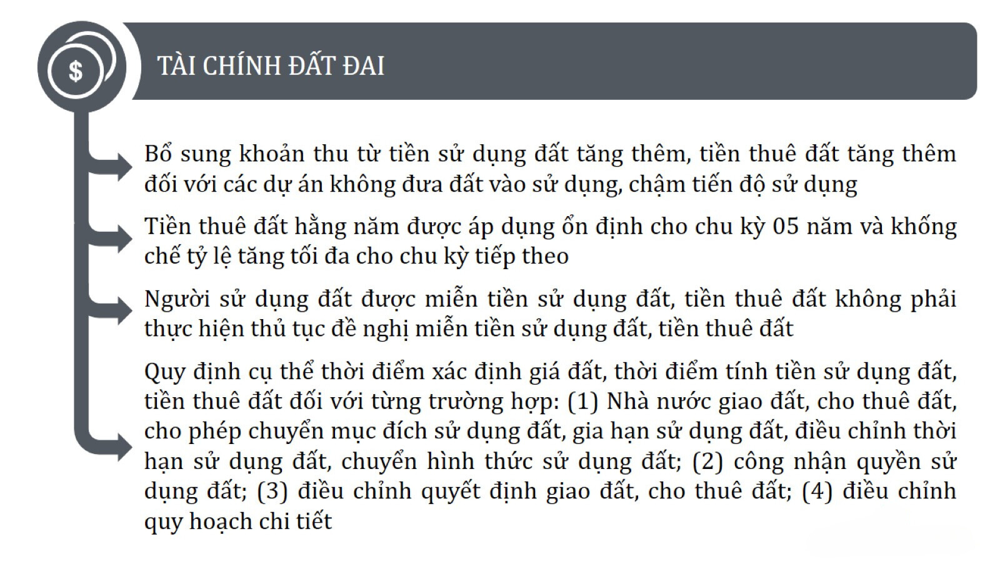 $
TÀI CHÍNH ĐẤT ĐAI
Bổ sung khoản thu từ tiền sử dụng đất tăng thêm, tiền thuê đất tăng thêm
đối với các dự án không đưa đất vào sử dụng, chậm tiến độ sử dụng
Tiền thuê đất hằng năm được áp dụng ổn định cho chu kỳ 05 năm và khống
chế tỷ lệ tăng tối đa cho chu kỳ tiếp theo
Người sử dụng đất được miễn tiền sử dụng đất, tiền thuê đất không phải
thực hiện thủ tục đề nghị miễn tiền sử dụng đất, tiền thuê đất
Quy định cụ thể thời điểm xác định giá đất, thời điểm tính tiền sử dụng đất,
tiền thuê đất đối với từng trường hợp: (1) Nhà nước giao đất, cho thuê đất,
cho phép chuyển mục đích sử dụng đất, gia hạn sử dụng đất, điều chỉnh thời
hạn sử dụng đất, chuyển hình thức sử dụng đất; (2) công nhận quyền sử
dụng đất; (3) điều chỉnh quyết định giao đất, cho thuê đất; (4) điều chỉnh
quy hoạch chi tiết